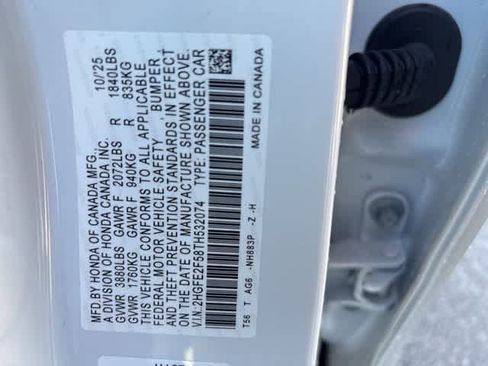 MFD. BY HONDA OF CANADA MFG. 10/25
A DIVISION OF HONDA CANADA INC.
GVWR 3880LBS GAWR F 2072LBS R 1840LBS
GVWR 1760KG GAWR F 940KG R 835KG
THIS VEHICLE CONFORMS TO ALL APPLICABLE
FEDERAL MOTOR VEHICLE SAFETY, BUMPER
AND THEFT PREVENTION STANDARDS IN EFFECT
ON THE DATE OF MANUFACTURE SHOWN ABOVE.
VIN: 2HGFE2F58TH532074 TYPE: PASSENGER CAR
T56 T AG6 -NH883P -Z -H
MADE IN CANADA